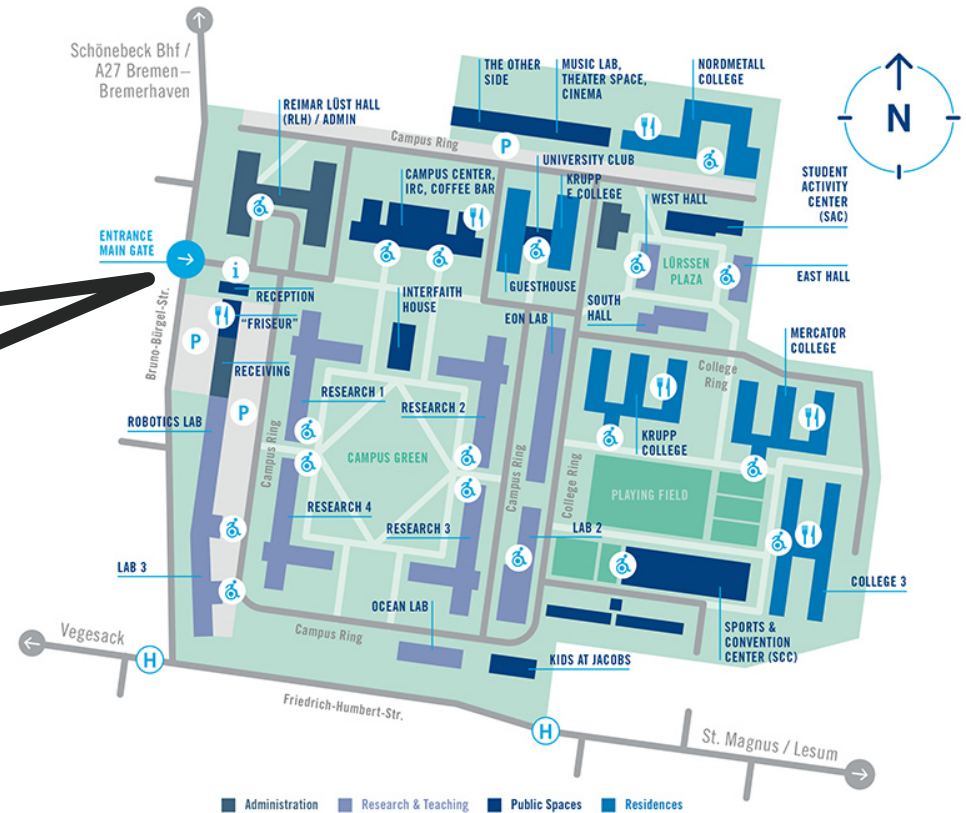 Schönebeck Bhf /
A27 Bremen–
Bremerhaven
THE OTHER
SIDE
MUSIC LAB,
THEATER SPACE,
CINEMA
NORDMETALL
COLLEGE
N
REIMAR LÜST HALL
(RLH) / ADMIN
Campus Ring
P
CAMPUS CENTER,
IRC, COFFEE BAR
UNIVERSITY CLUB
KRUPP
E COLLEGE
WEST HALL
STUDENT
ACTIVITY
CENTER
(SAC)
ENTRANCE
MAIN GATE
i
RECEPTION
"FRISEUR"
P
RECEIVING
Bruno-Bürgel-Str.
INTERFAITH
HOUSE
GUESTHOUSE
LÜRSSEN
PLAZA
EAST HALL
SOUTH
HALL
EON LAB
MERCATOR
COLLEGE
College
Ring
RESEARCH 1
RESEARCH 2
P
ROBOTICS LAB
Campus Ring
CAMPUS GREEN
KRUPP
COLLEGE
Campus Ring
College Ring
PLAYING FIELD
RESEARCH 4
RESEARCH 3
LAB 2
LAB 3
COLLEGE 3
OCEAN LAB
Campus Ring
SPORTS &
CONVENTION
CENTER (SCC)
KIDS AT JACOBS
Vegesack
H
Friedrich-Humbert-Str.
H
St. Magnus / Lesum
Administration
Research & Teaching
Public Spaces
Residences